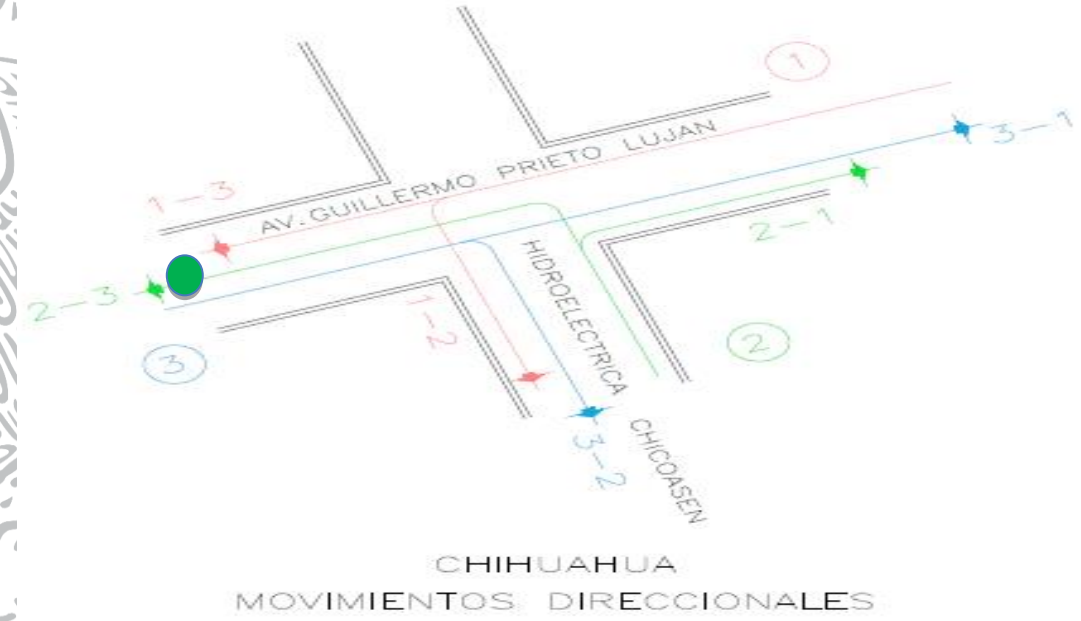 1
3-1
AV. GUILLERMO PRIETO LUJAN
1-3
2-1
HIDROELECTRICA CHICOASEN
2-3
1-2
2
3
3-2
CHIHUAHUA
MOVIMIENTOS DIRECCIONALES